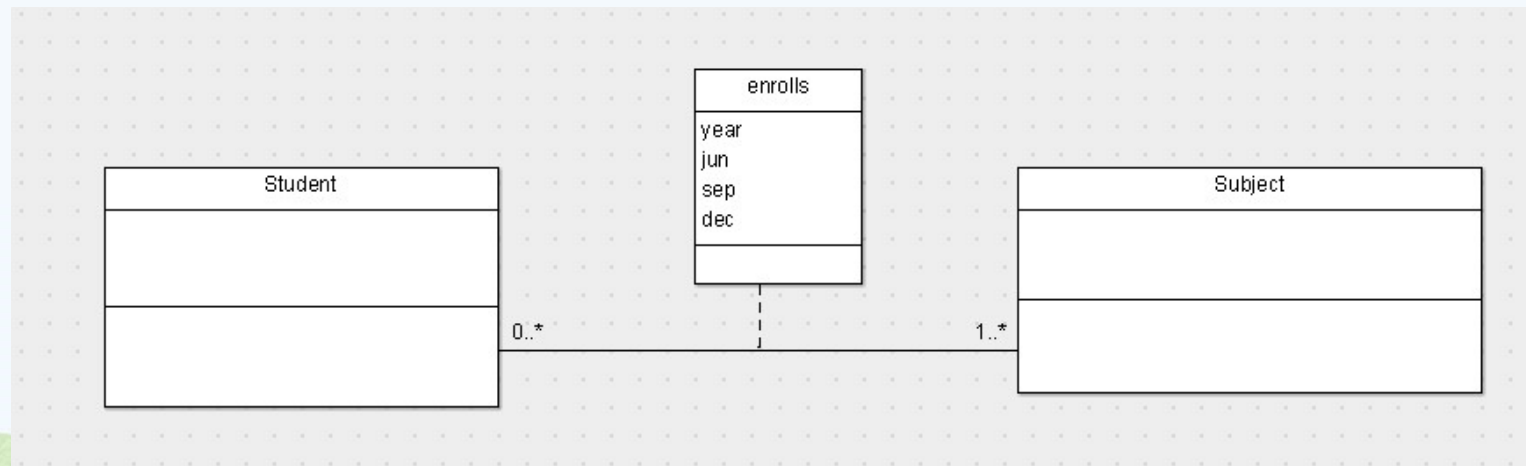 enrolls
year
jun
sep
dec
Student
Subject
0..*
1..*